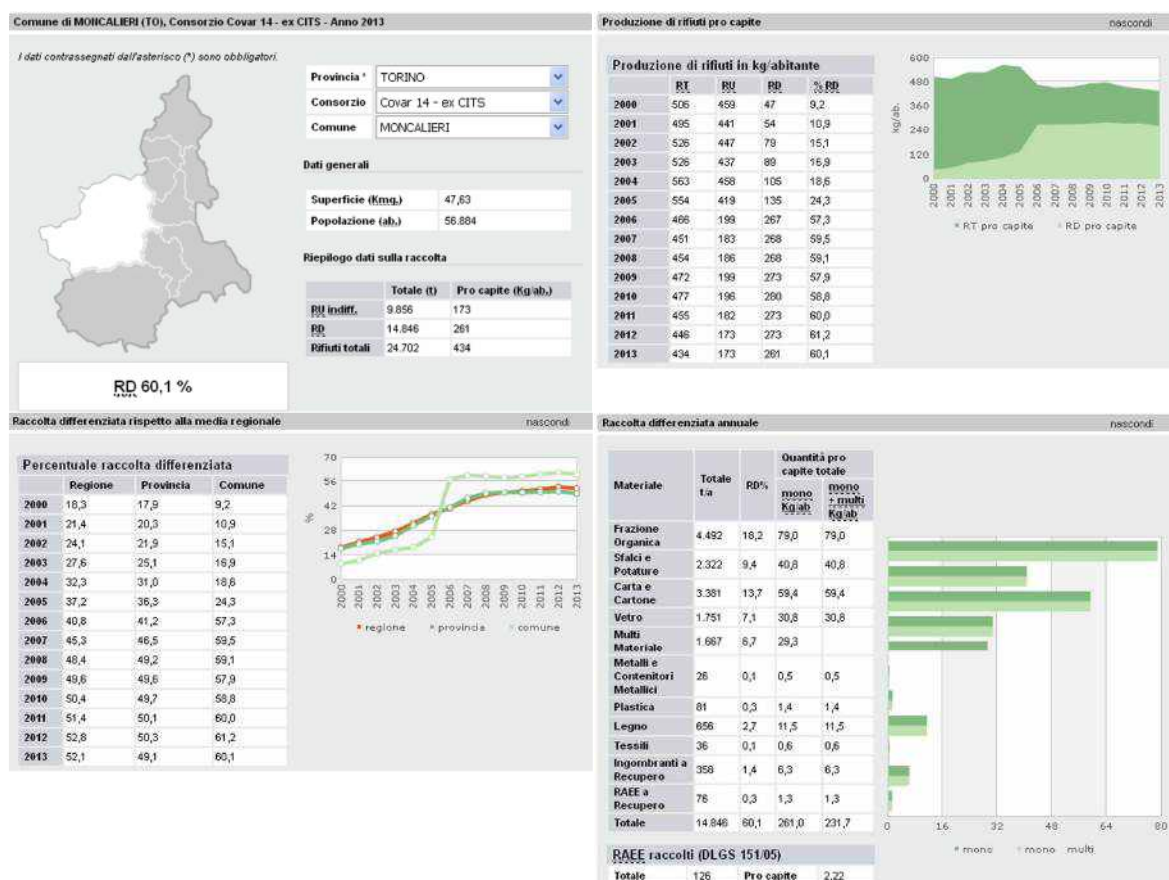 Comune di MONCALIERI (TO), Consorzio Covar 14 - ex CITS - Anno 2013
I dati contrassegnati dall'asterisco (*) sono obbligatori.
Provincia * TORINO
Consorzio Covar 14 - ex CITS
Comune MONCALIERI
Dati generali
Superficie (Kmq.) 47,63
Popolazione (ab.) 56.884
Riepilogo dati sulla raccolta
Totale (t) Pro capite (Kg/ab.)
RU indiff. 9.856 173
RD 14.846 261
Rifiuti totali 24.702 434
RD 60,1 %
Produzione di rifiuti pro capite nascondi
Produzione di rifiuti in kg/abitante
RT RU RD % RD
2000 506 459 47 9,2
2001 495 441 54 10,9
2002 526 447 79 15,1
2003 526 437 89 16,9
2004 563 458 105 18,6
2005 554 419 135 24,3
2006 466 199 267 57,3
2007 451 183 268 59,5
2008 454 186 268 59,1
2009 472 199 273 57,9
2010 477 196 280 58,8
2011 455 182 273 60,0
2012 446 173 273 61,2
2013 434 173 261 60,1
600
480
360
240
120
0
kg/ab.
2000 2001 2002 2003 2004 2005 2006 2007 2008 2009 2010 2011 2012 2013
RT pro capite RD pro capite
Raccolta differenziata rispetto alla media regionale nascondi
Percentuale raccolta differenziata
Regione Provincia Comune
2000 18,3 17,9 9,2
2001 21,4 20,3 10,9
2002 24,1 21,9 15,1
2003 27,6 25,1 16,9
2004 32,3 31,0 18,6
2005 37,2 36,3 24,3
2006 40,8 41,2 57,3
2007 45,3 46,5 59,5
2008 48,4 49,2 59,1
2009 49,6 49,6 57,9
2010 50,4 49,7 58,8
2011 51,4 50,1 60,0
2012 52,8 50,3 61,2
2013 52,1 49,1 60,1
70
56
42
28
14
0
%
2000 2001 2002 2003 2004 2005 2006 2007 2008 2009 2010 2011 2012 2013
regione provincia comune
Raccolta differenziata annuale nascondi
Materiale Totale t/a RD% Quantità pro capite totale
mono Kg/ab mono + multi Kg/ab
Frazione Organica 4.492 18,2 79,0 79,0
Sfalci e Potature 2.322 9,4 40,8 40,8
Carta e Cartone 3.381 13,7 59,4 59,4
Vetro 1.751 7,1 30,8 30,8
Multi Materiale 1.667 6,7 29,3
Metalli e Contenitori Metallici 26 0,1 0,5 0,5
Plastica 81 0,3 1,4 1,4
Legno 656 2,7 11,5 11,5
Tessili 36 0,1 0,6 0,6
Ingombranti a Recupero 358 1,4 6,3 6,3
RAEE a Recupero 76 0,3 1,3 1,3
Totale 14.846 60,1 261,0 231,7
0 16 32 48 64 80
mono mono multi
RAEE raccolti (DLGS 151/05)
Totale 126 Pro capite 2,22